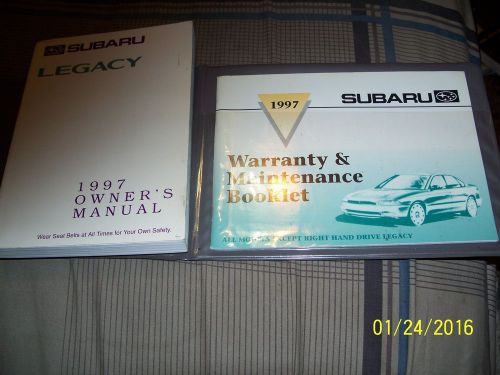 SUBARU
LEGACY
1997
OWNER'S
MANUAL
Wear Seat Belts at All Times for Your Own Safety.
1997
SUBARU
Warranty &
Maintenance
Booklet
ALL MODELS EXCEPT RIGHT HAND DRIVE LEGACY
01/24/2016